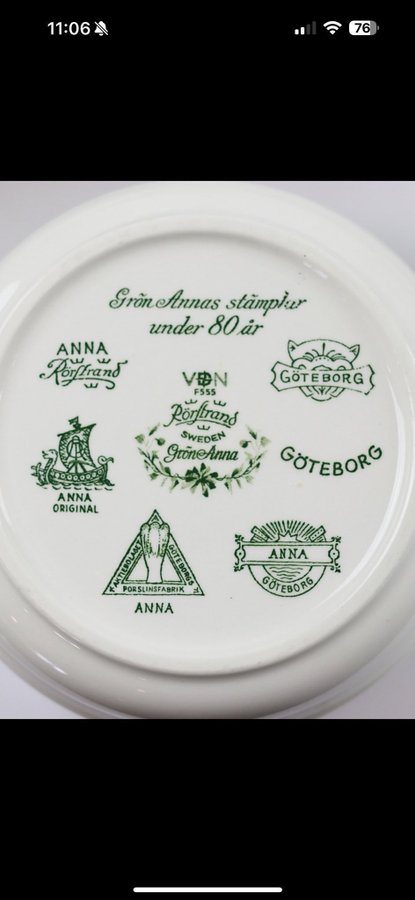 11:06
76
Grön Annas stämplar
under 80 år
ANNA
Rörstrand
VDN
F555
Rörstrand
SWEDEN
Grön Anna
GÖTEBORG
ANNA
ORIGINAL
GÖTEBORG
AKTIEBOLAGET GÖTEBORGS
PORSLINSFABRIK
ANNA
ANNA
GÖTEBORG